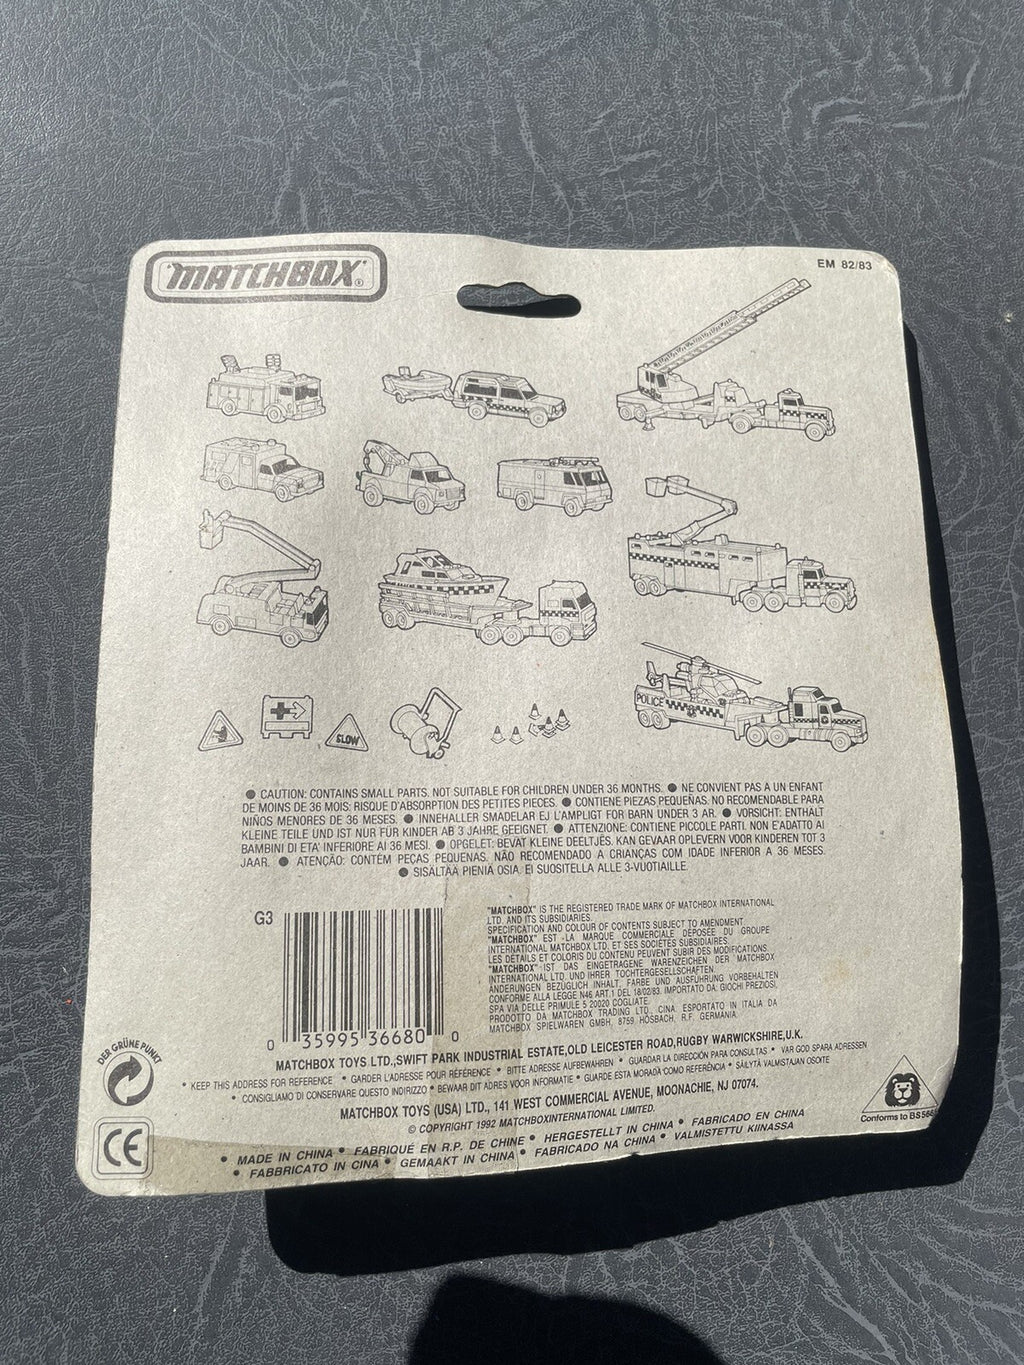 MATCHBOX®
EM 82/83
POLICE
SLOW
● CAUTION: CONTAINS SMALL PARTS. NOT SUITABLE FOR CHILDREN UNDER 36 MONTHS. ● NE CONVIENT PAS À UN ENFANT
DE MOINS DE 36 MOIS: RISQUE D'ABSORPTION DES PETITES PIECES. ● CONTIENE PIEZAS PEQUEÑAS. NO RECOMENDABLE PARA
NIÑOS MENORES DE 36 MESES. ● INNEHALLER SMADELAR EJ LAMPLIGT FOR BARN UNDER 3 AR. ● VORSICHT: ENTHÄLT
KLEINE TEILE UND IST NUR FÜR KINDER AB 3 JAHRE GEEIGNET. ● ATTENZIONE: CONTIENE PICCOLE PARTI. NON E'ADATTO AI
BAMBINI DI ETA' INFERIORE AI 36 MESI. ● OPGELET: BEVAT KLEINE DEELTJES. KAN GEVAAR OPLEVERN VOOR KINDEREN TOT 3
JAAR. ● ATENÇAO: CONTÉM PEÇAS PEQUENAS. NÃO RECOMENDADO A CRIANÇAS COM IDADE INFERIOR A 36 MESES.
● SISÄLTÄÄ PIENIÄ OSIA. EI SUOSITELLA ALLE 3-VUOTIAILLE.
G3
0 35995 36680 0
"MATCHBOX" IS THE REGISTERED TRADE MARK OF MATCHBOX INTERNATIONAL
LTD. AND ITS SUBSIDIARIES.
SPECIFICATION AND COLOUR OF CONTENTS SUBJECT TO AMENDMENT.
"MATCHBOX" EST LA MARQUE COMMERCIALE DEPOSÉE DU GROUPE
INTERNATIONAL MATCHBOX LTD. ET SES SOCIÉTÉS SUBSIDIAIRES
LES DÉTAILS ET COLORIS DU CONTENU PEUVENT SUBIR DES MODIFICATIONS.
"MATCHBOX" IST DAS EINGETRAGENE WARENZEICHEN DER MATCHBOX
INTERNATIONAL LTD. UND IHRER TOCHTERGESELLSCHAFTEN
ÄNDERUNGEN BEZÜGLICH INHALT, FARBE UND AUSFÜHRUNG VORBEHALTEN
CONFORME ALLA LEGGE N46 ART.1 DEL 18/02/83. IMPORTATO DA: GIOCHI PREZIOSI,
SPA VIA DELLE PRIMULE 5 20020 COGLIATE.
PRODOTTO DA MATCHBOX TRADING LTD. CINA. ESPORTATO IN ITALIA DA
MATCHBOX SPIELWAREN GMBH, 8759 HÖSBACH, R.F. GERMANIA.
MATCHBOX TOYS LTD.,SWIFT PARK INDUSTRIAL ESTATE,OLD LEICESTER ROAD,RUGBY WARWICKSHIRE,U.K.
• KEEP THIS ADDRESS FOR REFERENCE • GARDER L'ADRESSE POUR RÉFÉRENCE • BITTE ADRESSE AUFBEWAHREN • GUARDAR LA DIRECCIÓN PARA CONSULTAS • VAR GOD SPARA ADRESSEN
• CONSIGLIAMO DI CONSERVARE QUESTO INDIRIZZO • BEWAAR DIT ADRES VOOR INFORMATIE • GUARDE ESTA MORADA COMO REFERÊNCIA • SÄILYTÄ VALMISTAJAN OSOITE
MATCHBOX TOYS (USA) LTD., 141 WEST COMMERCIAL AVENUE, MOONACHIE, NJ 07074.
© COPYRIGHT 1992 MATCHBOXINTERNATIONAL LIMITED.
• MADE IN CHINA • FABRIQUÉ EN R.P. DE CHINE • HERGESTELLT IN CHINA • FABRICADO EN CHINA
• FABBRICATO IN CINA • GEMAAKT IN CHINA • FABRICADO NA CHINA • VALMISTETTU KIINASSA
DER GRÜNE PUNKT
CE
Conforms to BS566